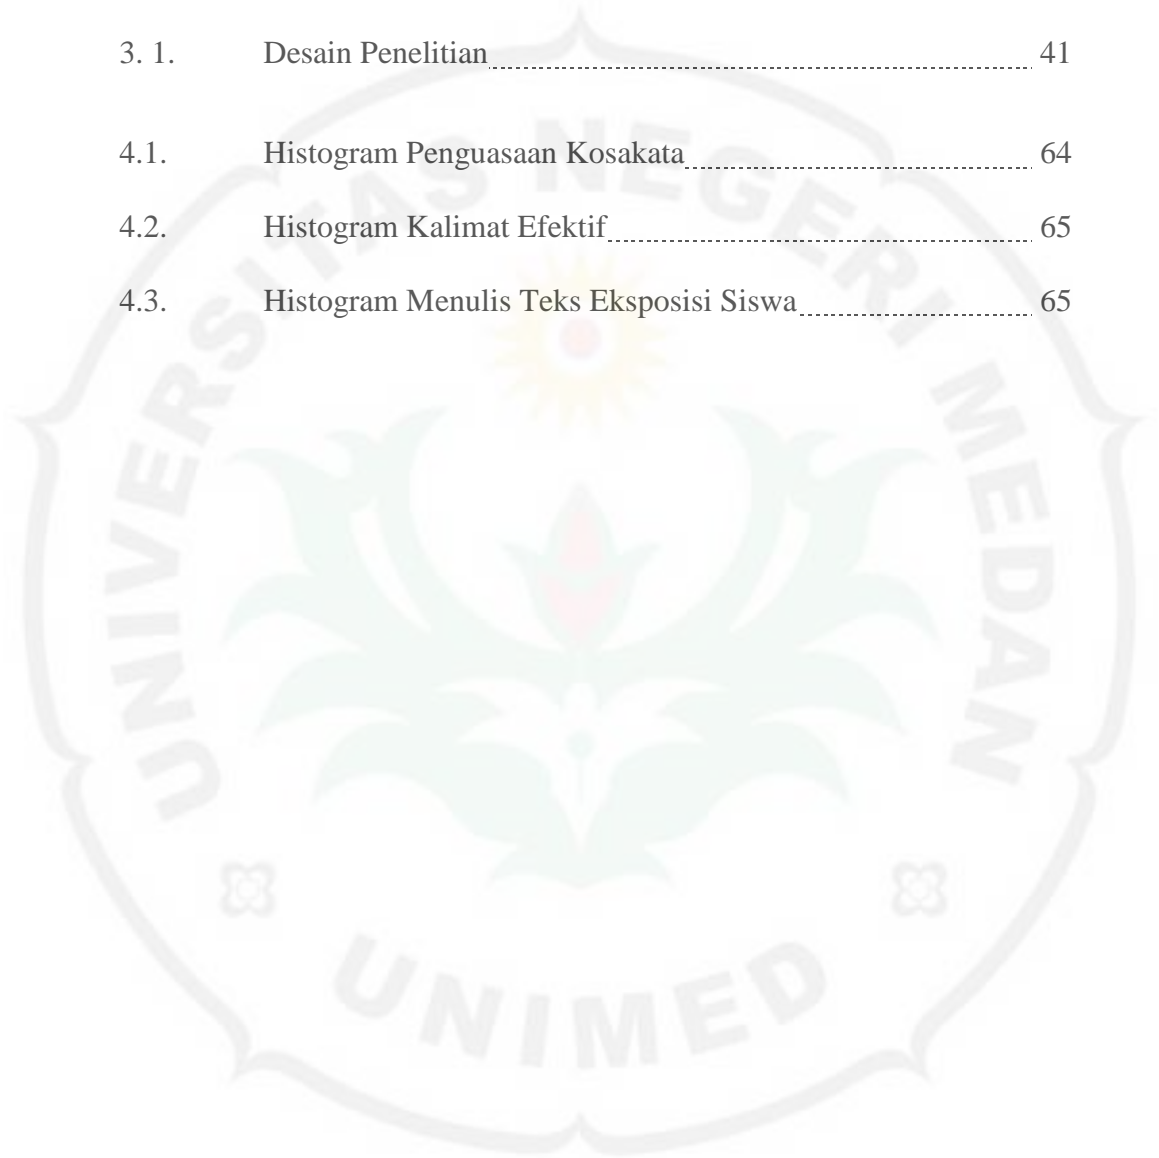 3. 1. Desain Penelitian 41
4.1. Histogram Penguasaan Kosakata 64
4.2. Histogram Kalimat Efektif 65
4.3. Histogram Menulis Teks Eksposisi Siswa 65
UNIVERSITAS NEGERI MEDAN
UNIMED